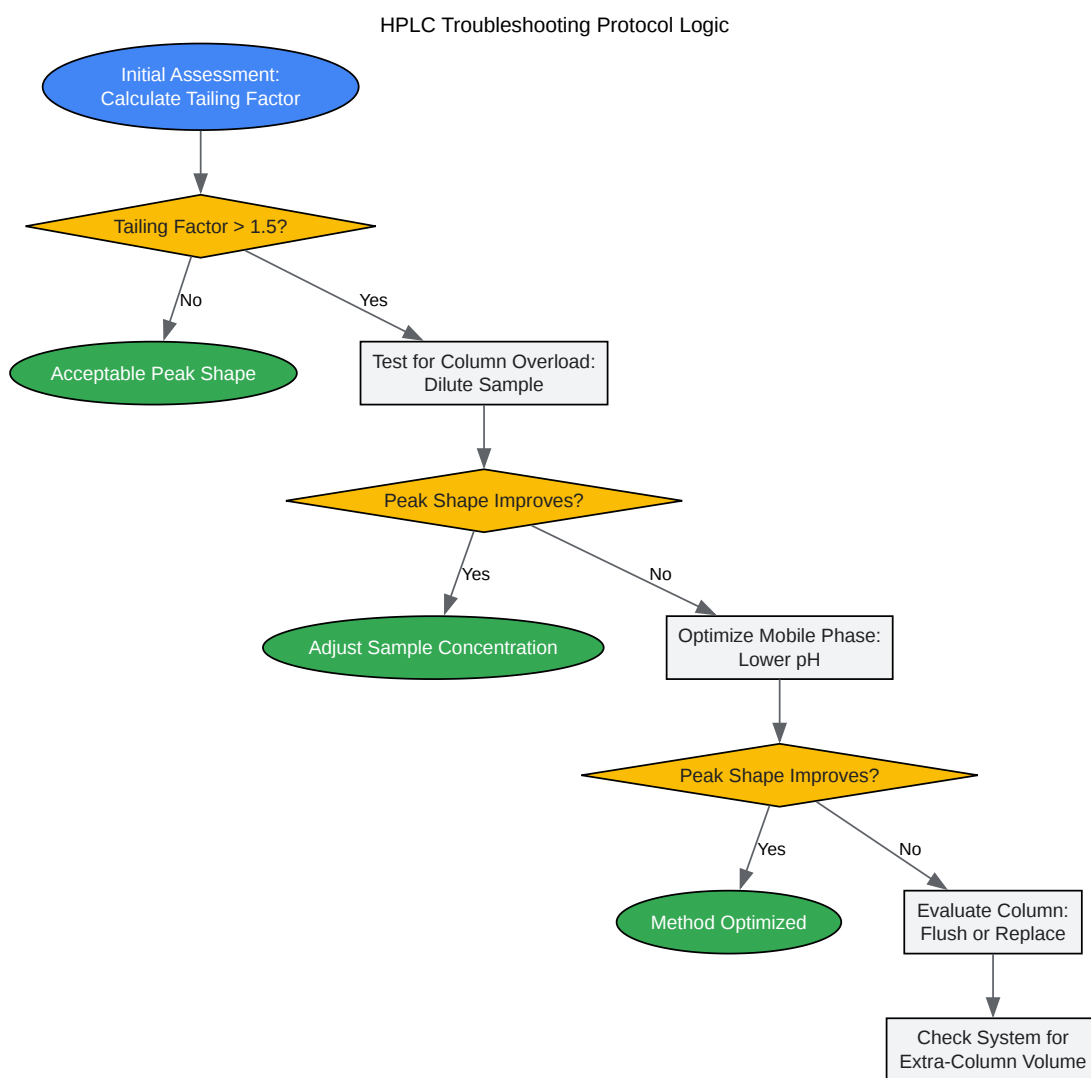 HPLC Troubleshooting Protocol Logic
Initial Assessment:
Calculate Tailing Factor
Tailing Factor > 1.5?
No
Yes
Acceptable Peak Shape
Test for Column Overload:
Dilute Sample
Peak Shape Improves?
Yes
No
Adjust Sample Concentration
Optimize Mobile Phase:
Lower pH
Peak Shape Improves?
Yes
No
Method Optimized
Evaluate Column:
Flush or Replace
Check System for
Extra-Column Volume